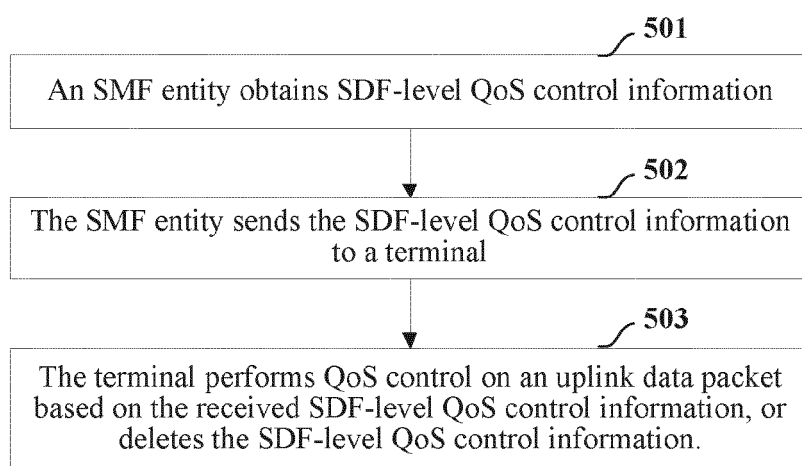 501
An SMF entity obtains SDF-level QoS control information
502
The SMF entity sends the SDF-level QoS control information
to a terminal
503
The terminal performs QoS control on an uplink data packet
based on the received SDF-level QoS control information, or
deletes the SDF-level QoS control information.